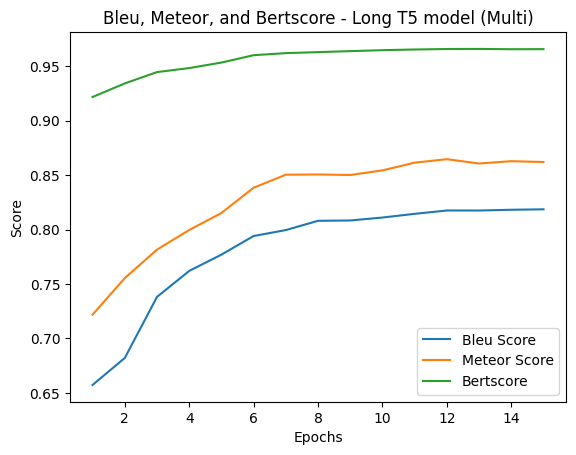 Bleu, Meteor, and Bertscore - Long T5 model (Multi)
Score
0.95
0.90
0.85
0.80
0.75
0.70
0.65
Bleu Score
Meteor Score
Bertscore
2 4 6 8 10 12 14
Epochs